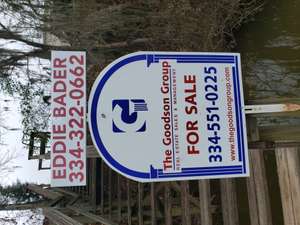 EDDIE BADER
334-322-0662
The Goodson Group
REAL ESTATE SALES & MANAGEMENT
FOR SALE
334-551-0225
www.thegoodsongroup.com